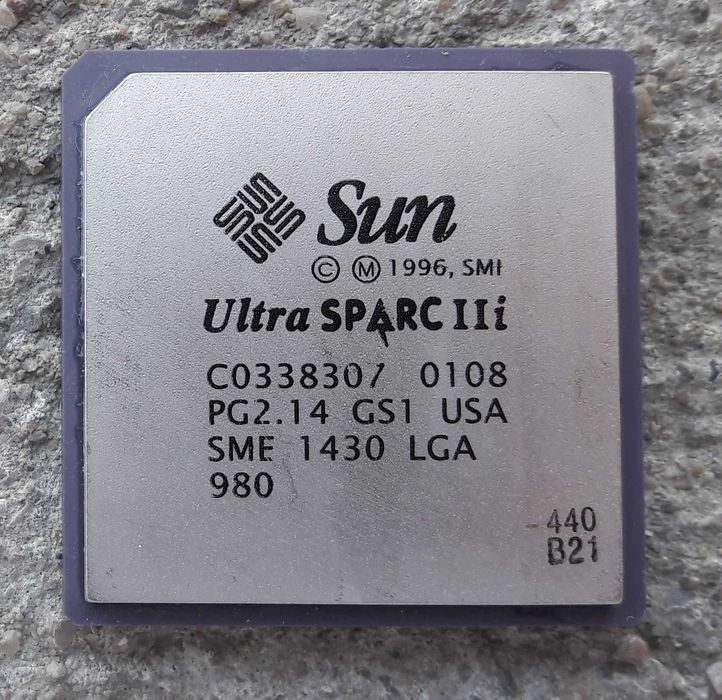 Sun
© Ⓜ 1996, SMI
Ultra SPARC IIi
C0338307 0108
PG2.14 GS1 USA
SME 1430 LGA
980
440
B21